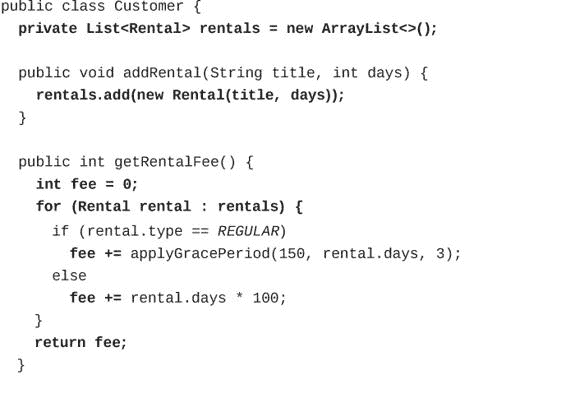 public class Customer {
  private List<Rental> rentals = new ArrayList<>();

  public void addRental(String title, int days) {
    rentals.add(new Rental(title, days));
  }

  public int getRentalFee() {
    int fee = 0;
    for (Rental rental : rentals) {
      if (rental.type == REGULAR)
        fee += applyGracePeriod(150, rental.days, 3);
      else
        fee += rental.days * 100;
    }
    return fee;
  }